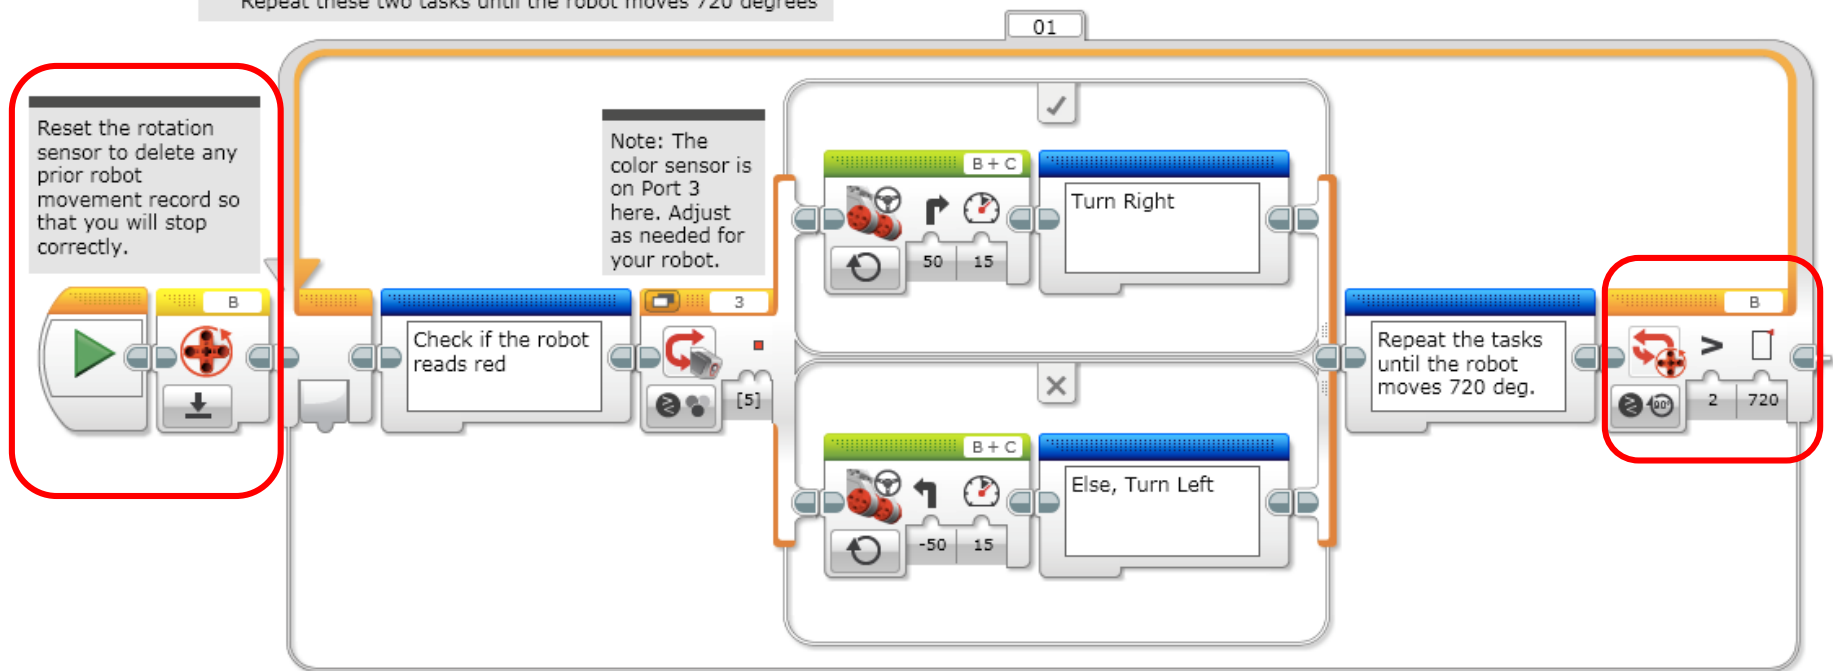 Repeat these two tasks until the robot moves 720 degrees
01
Reset the rotation
sensor to delete any
prior robot
movement record so
that you will stop
correctly.
B
Check if the robot
reads red
Note: The
color sensor is
on Port 3
here. Adjust
as needed for
your robot.
3
[5]
B + C
50 15
Turn Right
B + C
-50 15
Else, Turn Left
Repeat the tasks
until the robot
moves 720 deg.
B
>
90°
2 720